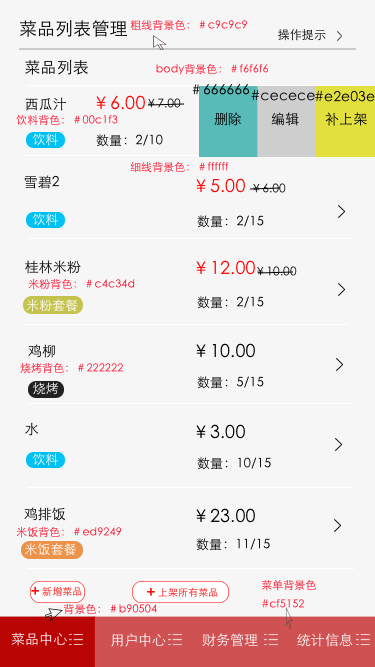 菜品列表管理
粗线背景色：#c9c9c9
操作提示
菜品列表
body背景色：#f6f6f6
西瓜汁 ¥6.00 ¥7.00
#666666 #cecece #e2e03e
饮料背色：#00c1f3
删除 编辑 补上架
饮料 数量：2/10
细线背景色：#ffffff
雪碧2 ¥5.00 ¥6.00
饮料 数量：2/15
桂林米粉 ¥12.00 ¥10.00
米粉背色：#c4c34d
米粉套餐 数量：2/15
鸡柳 ¥10.00
烧烤背色：#222222
烧烤 数量：5/15
水 ¥3.00
饮料 数量：10/15
鸡排饭 ¥23.00
米饭背色：#ed9249
米饭套餐 数量：11/15
+新增菜品 +上架所有菜品
菜单背景色
#cf5152
背景色：#b90504
菜品中心 用户中心 财务管理 统计信息